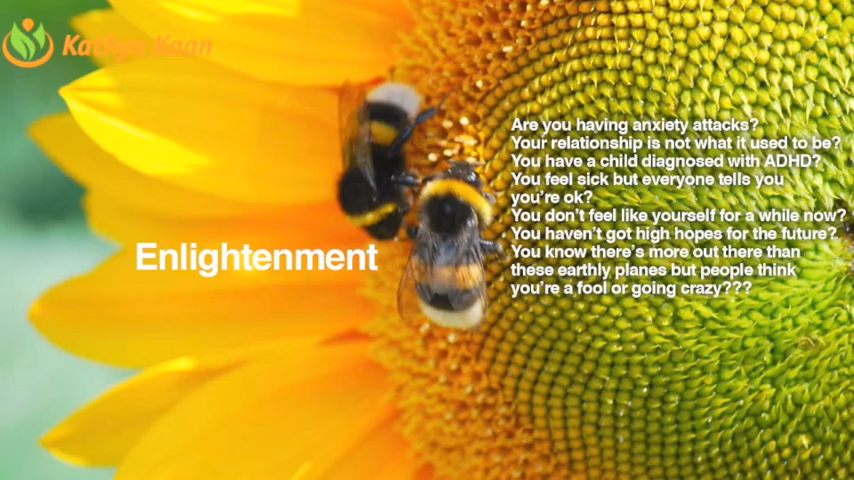 Kathye Kaan
Are you having anxiety attacks?
Your relationship is not what it used to be?
You have a child diagnosed with ADHD?
You feel sick but everyone tells you
you're ok?
You don't feel like yourself for a while now?
You haven't got high hopes for the future?
You know there's more out there than
these earthly planes but people think
you're a fool or going crazy???
Enlightenment